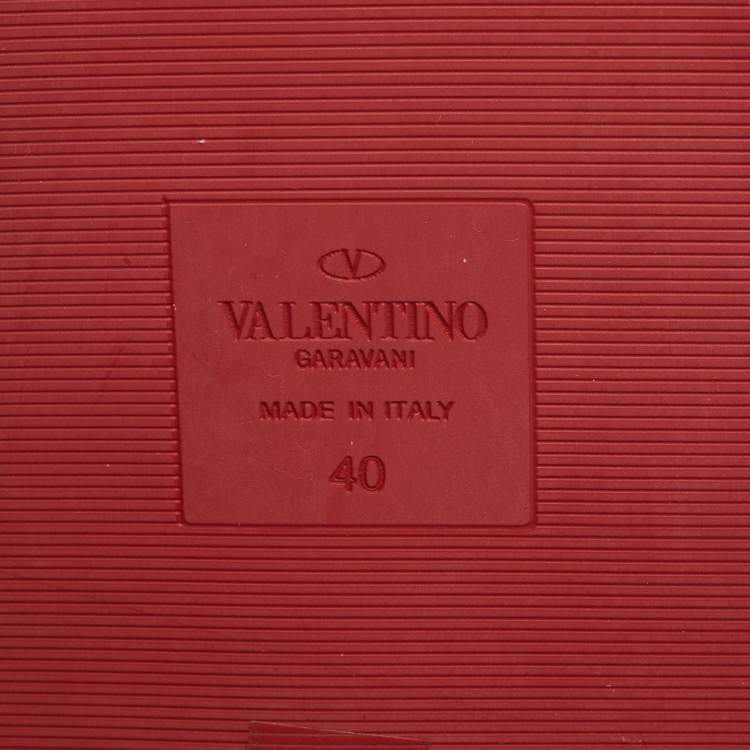 V
VALENTINO
GARAVANI
MADE IN ITALY
40